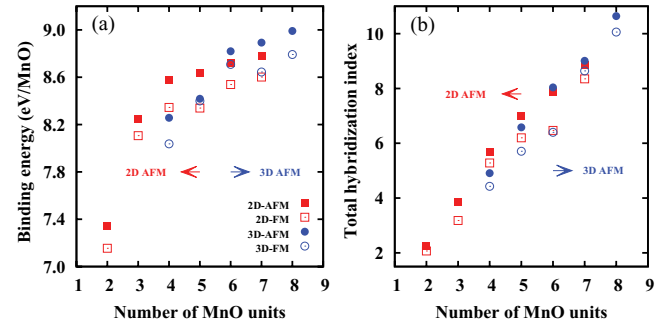 (a)
Binding energy (eV/MnO)
9.0
8.6
8.2
7.8
7.4
7.0
2D AFM
3D AFM
2D-AFM
2D-FM
3D-AFM
3D-FM
1 2 3 4 5 6 7 8 9
Number of MnO units
(b)
Total hybridization index
10
8
6
4
2
2D AFM
3D AFM
1 2 3 4 5 6 7 8 9
Number of MnO units